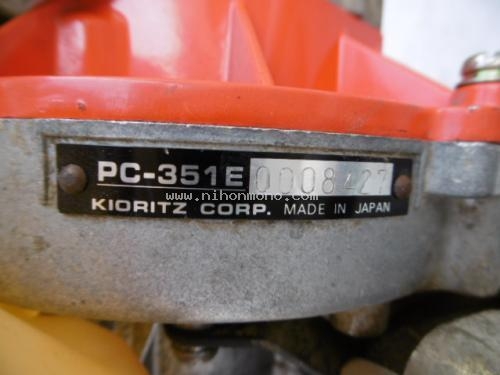 PC-351E 0008427
www.nihonmono.com
KIORITZ CORP. MADE IN JAPAN